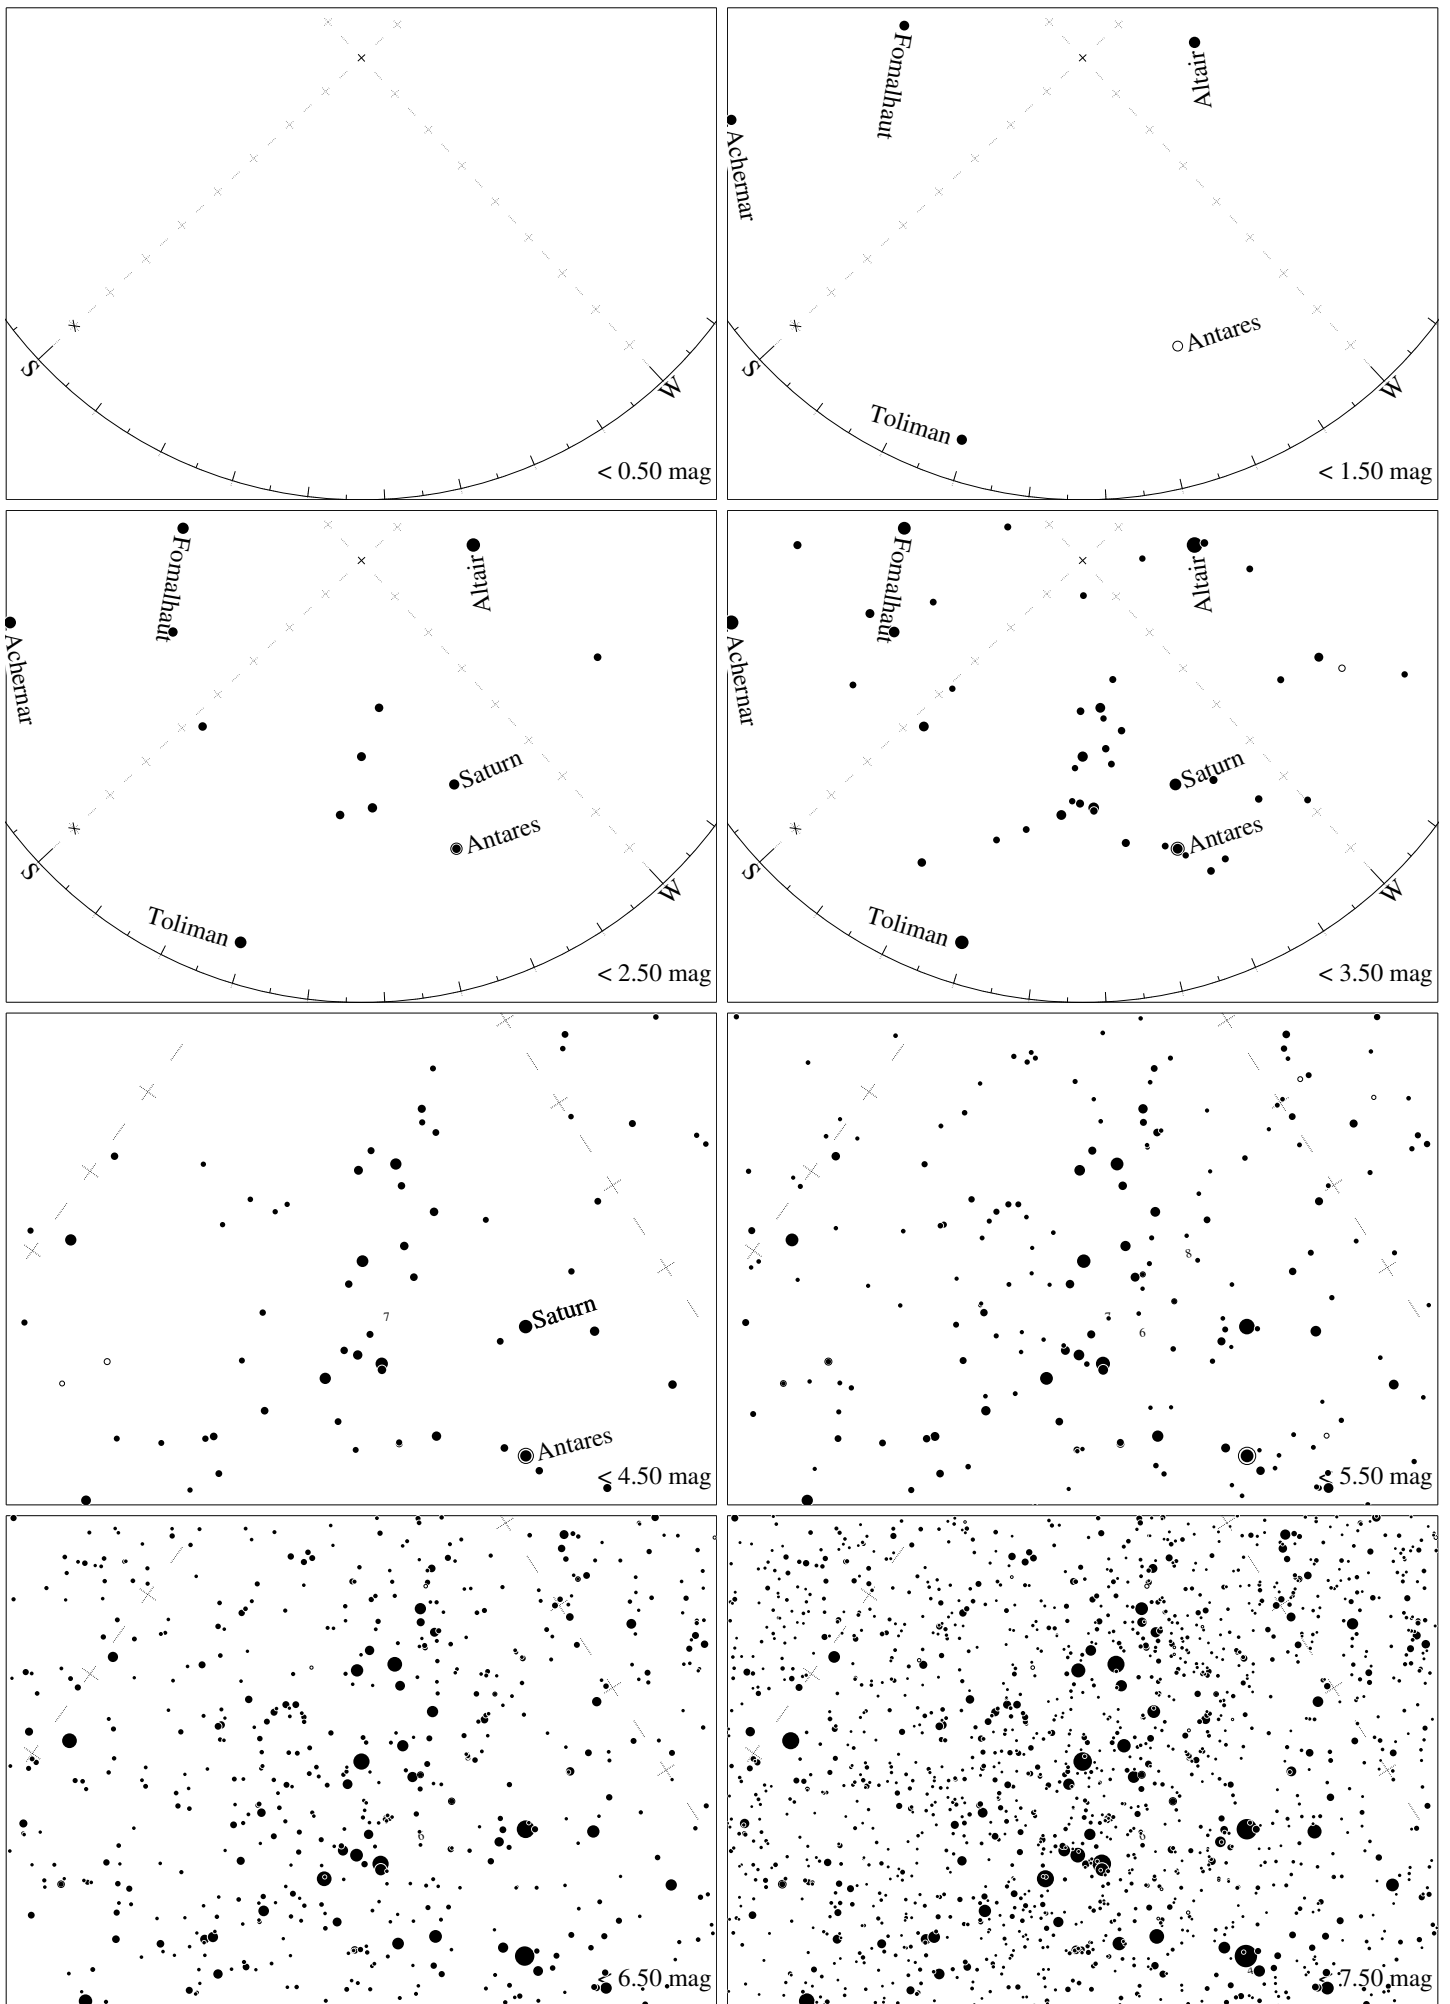 S
W
< 0.50 mag
Fomalhaut
Altair
Achernar
Antares
Toliman
S
W
< 1.50 mag
Fomalhaut
Altair
Achernar
Saturn
Antares
Toliman
S
W
< 2.50 mag
Fomalhaut
Altair
Achernar
Saturn
Antares
Toliman
S
W
< 3.50 mag
7
Saturn
Antares
< 4.50 mag
8
7
6
< 5.50 mag
6
< 6.50 mag
6
< 7.50 mag